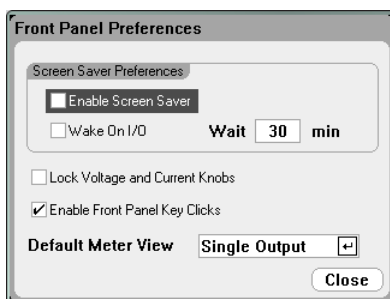 Front Panel Preferences
Screen Saver Preferences
Enable Screen Saver
Wake On I/O Wait 30 min
Lock Voltage and Current Knobs
Enable Front Panel Key Clicks
Default Meter View Single Output
Close